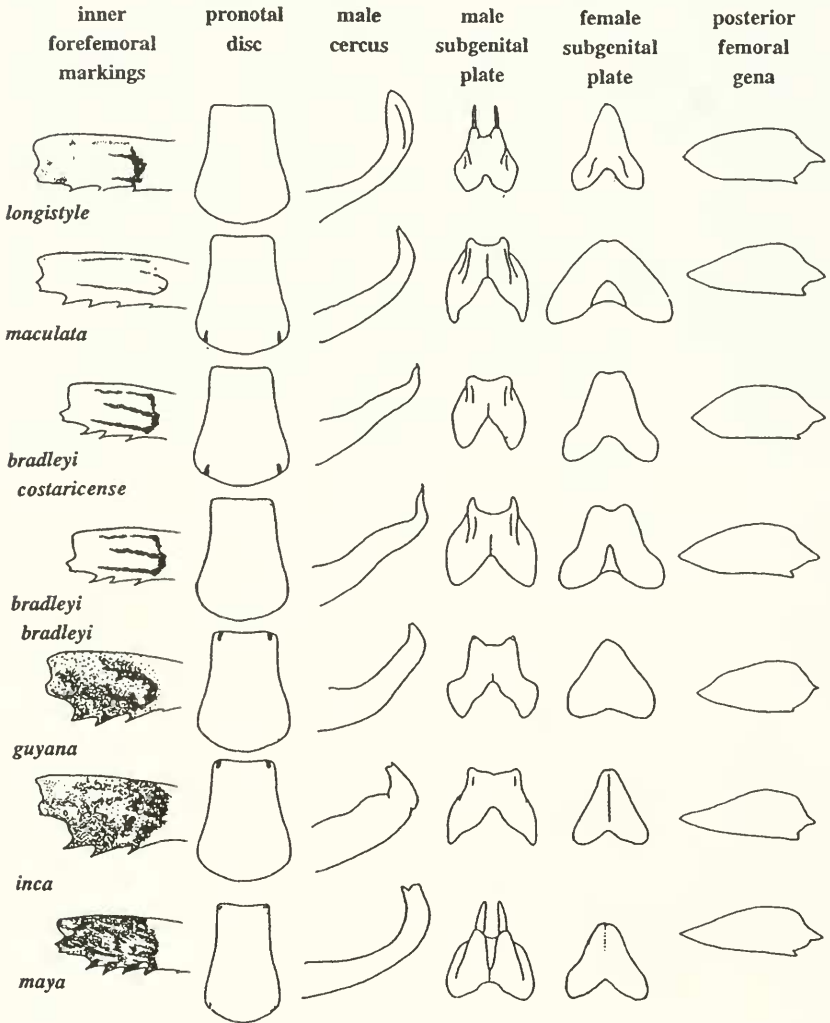 inner
forefemoral
markings
pronotal
disc
male
cercus
male
subgenital
plate
female
subgenital
plate
posterior
femoral
gena
longistyle
maculata
bradleyi
costaricense
bradleyi
bradleyi
guyana
inca
maya